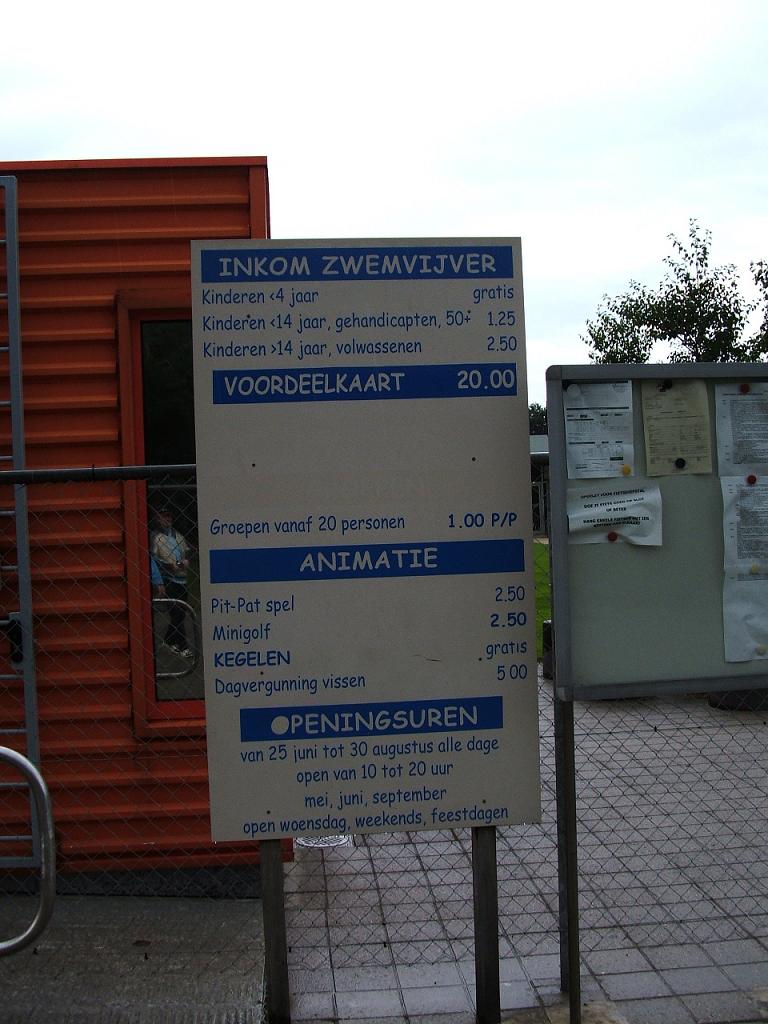 INKOM ZWEMVIJVER
Kinderen <4 jaar gratis
Kinderen <14 jaar, gehandicapten, 50+ 1.25
Kinderen >14 jaar, volwassenen 2.50
VOORDEELKAART 20.00
Groepen vanaf 20 personen 1.00 P/P
ANIMATIE
Pit-Pat spel 2.50
Minigolf 2.50
KEGELEN gratis
Dagvergunning vissen 5 00
OPENINGSUREN
van 25 juni tot 30 augustus alle dage
open van 10 tot 20 uur
mei, juni, september
open woensdag, weekends, feestdagen